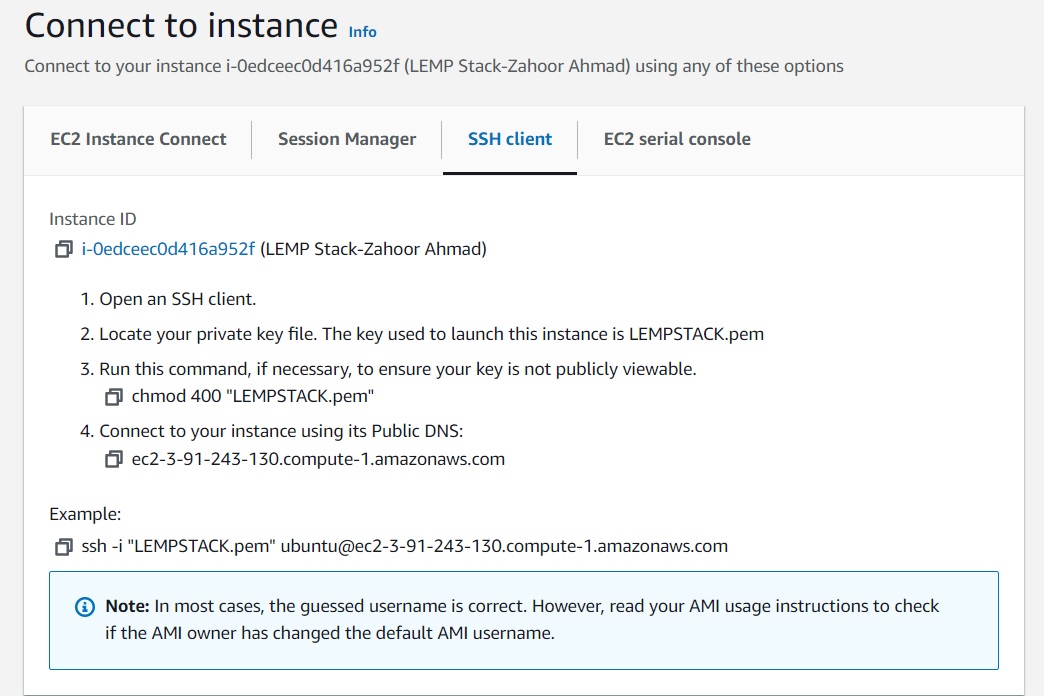 Connect to instance Info
Connect to your instance i-0edceec0d416a952f (LEMP Stack-Zahoor Ahmad) using any of these options
EC2 Instance Connect
Session Manager
SSH client
EC2 serial console
Instance ID
i-0edceec0d416a952f (LEMP Stack-Zahoor Ahmad)
1. Open an SSH client.
2. Locate your private key file. The key used to launch this instance is LEMPSTACK.pem
3. Run this command, if necessary, to ensure your key is not publicly viewable.
chmod 400 "LEMPSTACK.pem"
4. Connect to your instance using its Public DNS:
ec2-3-91-243-130.compute-1.amazonaws.com
Example:
ssh -i "LEMPSTACK.pem" ubuntu@ec2-3-91-243-130.compute-1.amazonaws.com
Note: In most cases, the guessed username is correct. However, read your AMI usage instructions to check
if the AMI owner has changed the default AMI username.